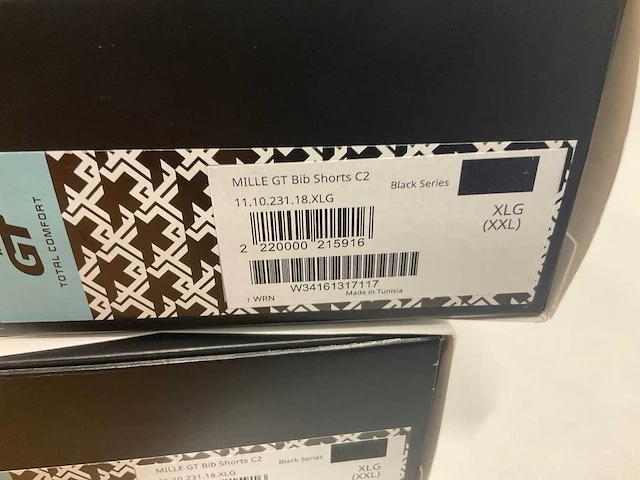 GT
TOTAL COMFORT
MILLE GT Bib Shorts C2
Black Series
11.10.231.18.XLG
XLG
(XXL)
2 220000 215916
W34161317117
1 WRN
Made in Tunisia
MILLE GT Bib Shorts C2
Black Series
11.10.231.18.XLG
XLG
(XXL)